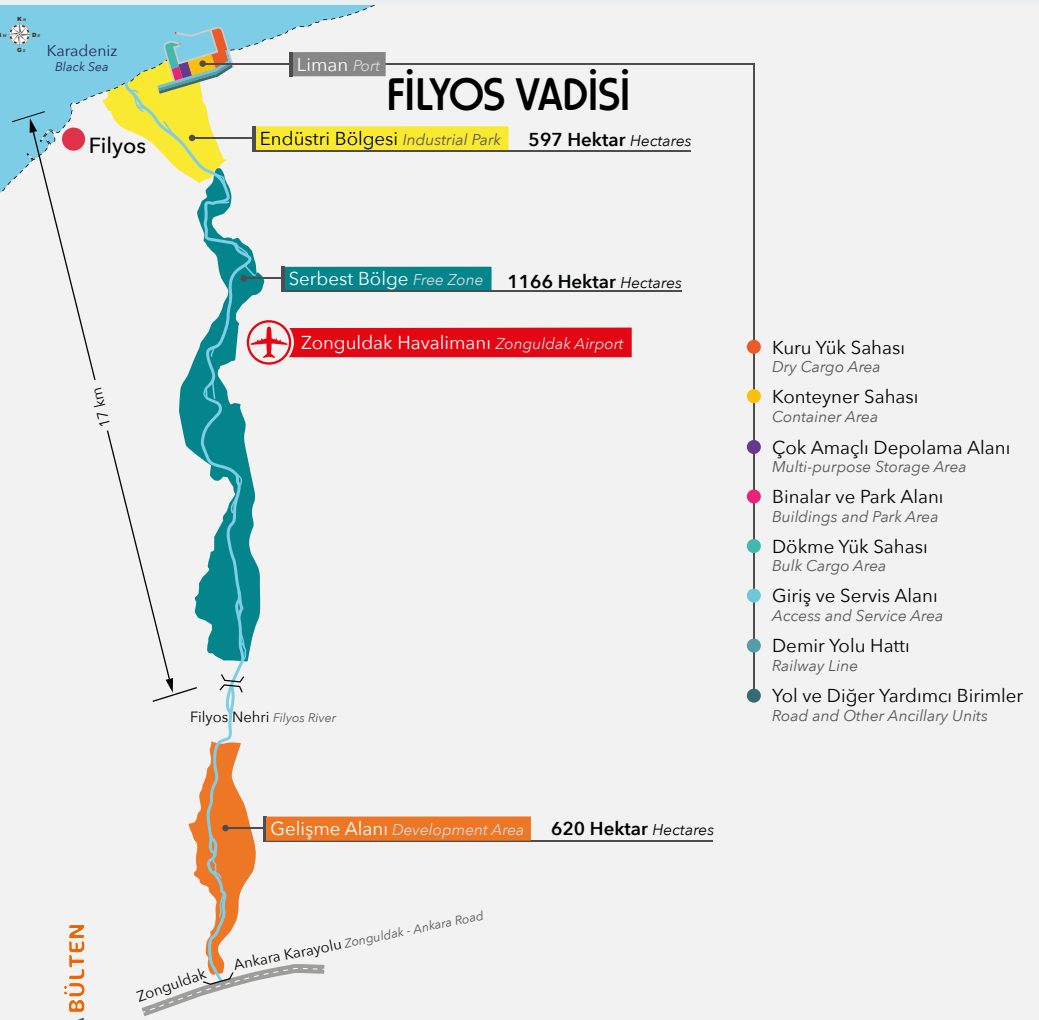 Karadeniz
Black Sea
Liman Port
FİLYOS VADİSİ
Filyos
Endüstri Bölgesi Industrial Park 597 Hektar Hectares
Serbest Bölge Free Zone 1166 Hektar Hectares
Zonguldak Havalimanı Zonguldak Airport
17 km
Kuru Yük Sahası
Dry Cargo Area
Konteyner Sahası
Container Area
Çok Amaçlı Depolama Alanı
Multi-purpose Storage Area
Binalar ve Park Alanı
Buildings and Park Area
Dökme Yük Sahası
Bulk Cargo Area
Giriş ve Servis Alanı
Access and Service Area
Demir Yolu Hattı
Railway Line
Yol ve Diğer Yardımcı Birimler
Road and Other Ancillary Units
Filyos Nehri Filyos River
Gelişme Alanı Development Area 620 Hektar Hectares
Zonguldak Ankara Karayolu Zonguldak - Ankara Road
BÜLTEN